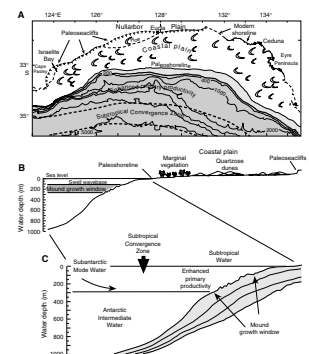 A
124°E 126° 128° 130° 132° 134°
Nullarbor Plain
Eucla
Paleoseacliffs
Modern shoreline
Ceduna
Israelite Bay
Coastal plain
Eyre Peninsula
33° S
Cape Pasley
Paleoshoreline
Enhanced primary productivity
Subtropical Convergence Zone
35°
B
Coastal plain
Paleoshoreline
Marginal vegetation
Quartzose dunes
Paleoseacliffs
Sea level
Swell wavebase
Mound growth window
Water depth (m)
0
200
400
600
800
1000
Subtropical Convergence Zone
Subantarctic Mode Water
Subtropical Water
C
0
200
400
600
800
Water depth (m)
Enhanced primary productivity
Antarctic Intermediate Water
Mound growth window